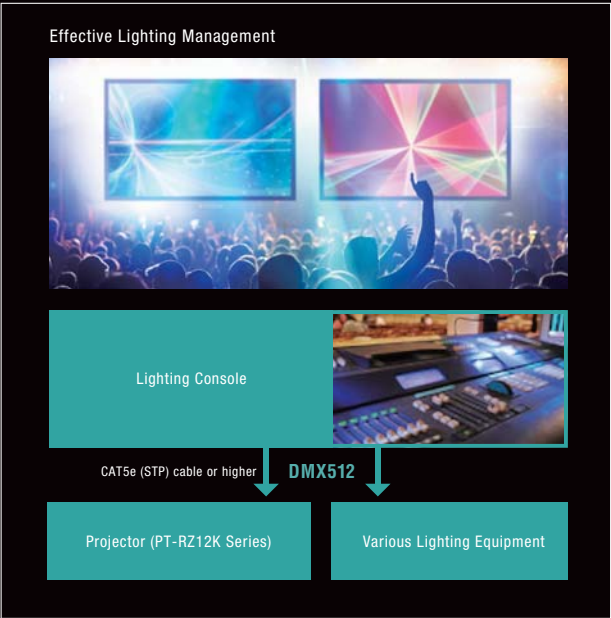 Effective Lighting Management
Lighting Console
CAT5e (STP) cable or higher
DMX512
Projector (PT-RZ12K Series)
Various Lighting Equipment